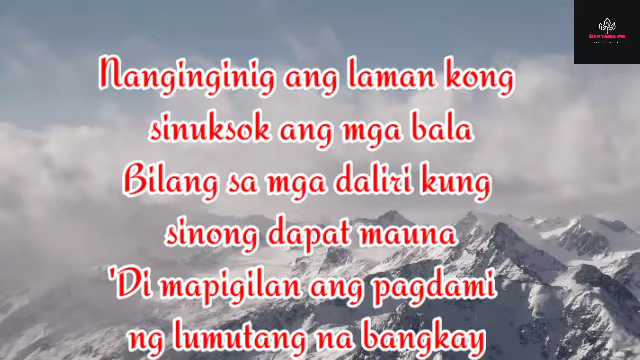 Nanginginig ang laman kong
sinuksok ang mga bala
Bilang sa mga daliri kung
sinong dapat mauna
'Di mapigilan ang pagdami
ng lumutang na bangkay